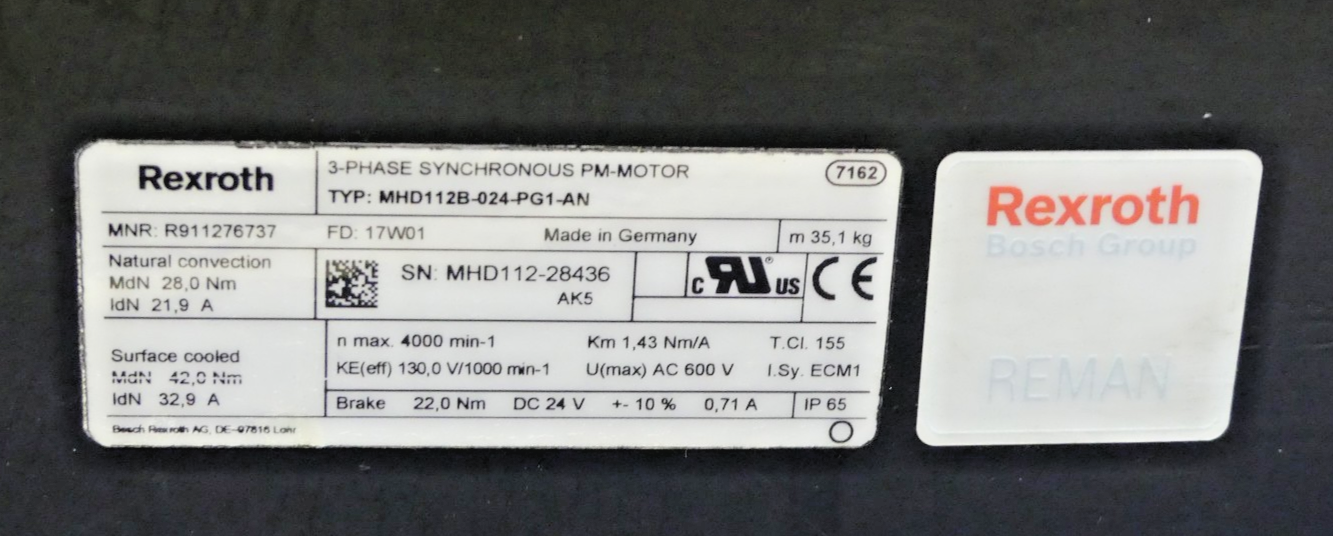 Rexroth
3-PHASE SYNCHRONOUS PM-MOTOR
7162
TYP: MHD112B-024-PG1-AN
MNR: R911276737
FD: 17W01
Made in Germany
m 35,1 kg
Natural convection
MdN 28,0 Nm
IdN 21,9 A
SN: MHD112-28436
AK5
c RU ® US
CE
Surface cooled
MdN 42,0 Nm
IdN 32,9 A
n max. 4000 min-1
Km 1,43 Nm/A
T.Cl. 155
KE(eff) 130,0 V/1000 min-1
U(max) AC 600 V
I.Sy. ECM1
Brake 22,0 Nm DC 24 V +- 10 % 0,71 A
IP 65
Bosch Rexroth AG, DE-97816 Lohr
Rexroth
Bosch Group
REMAN